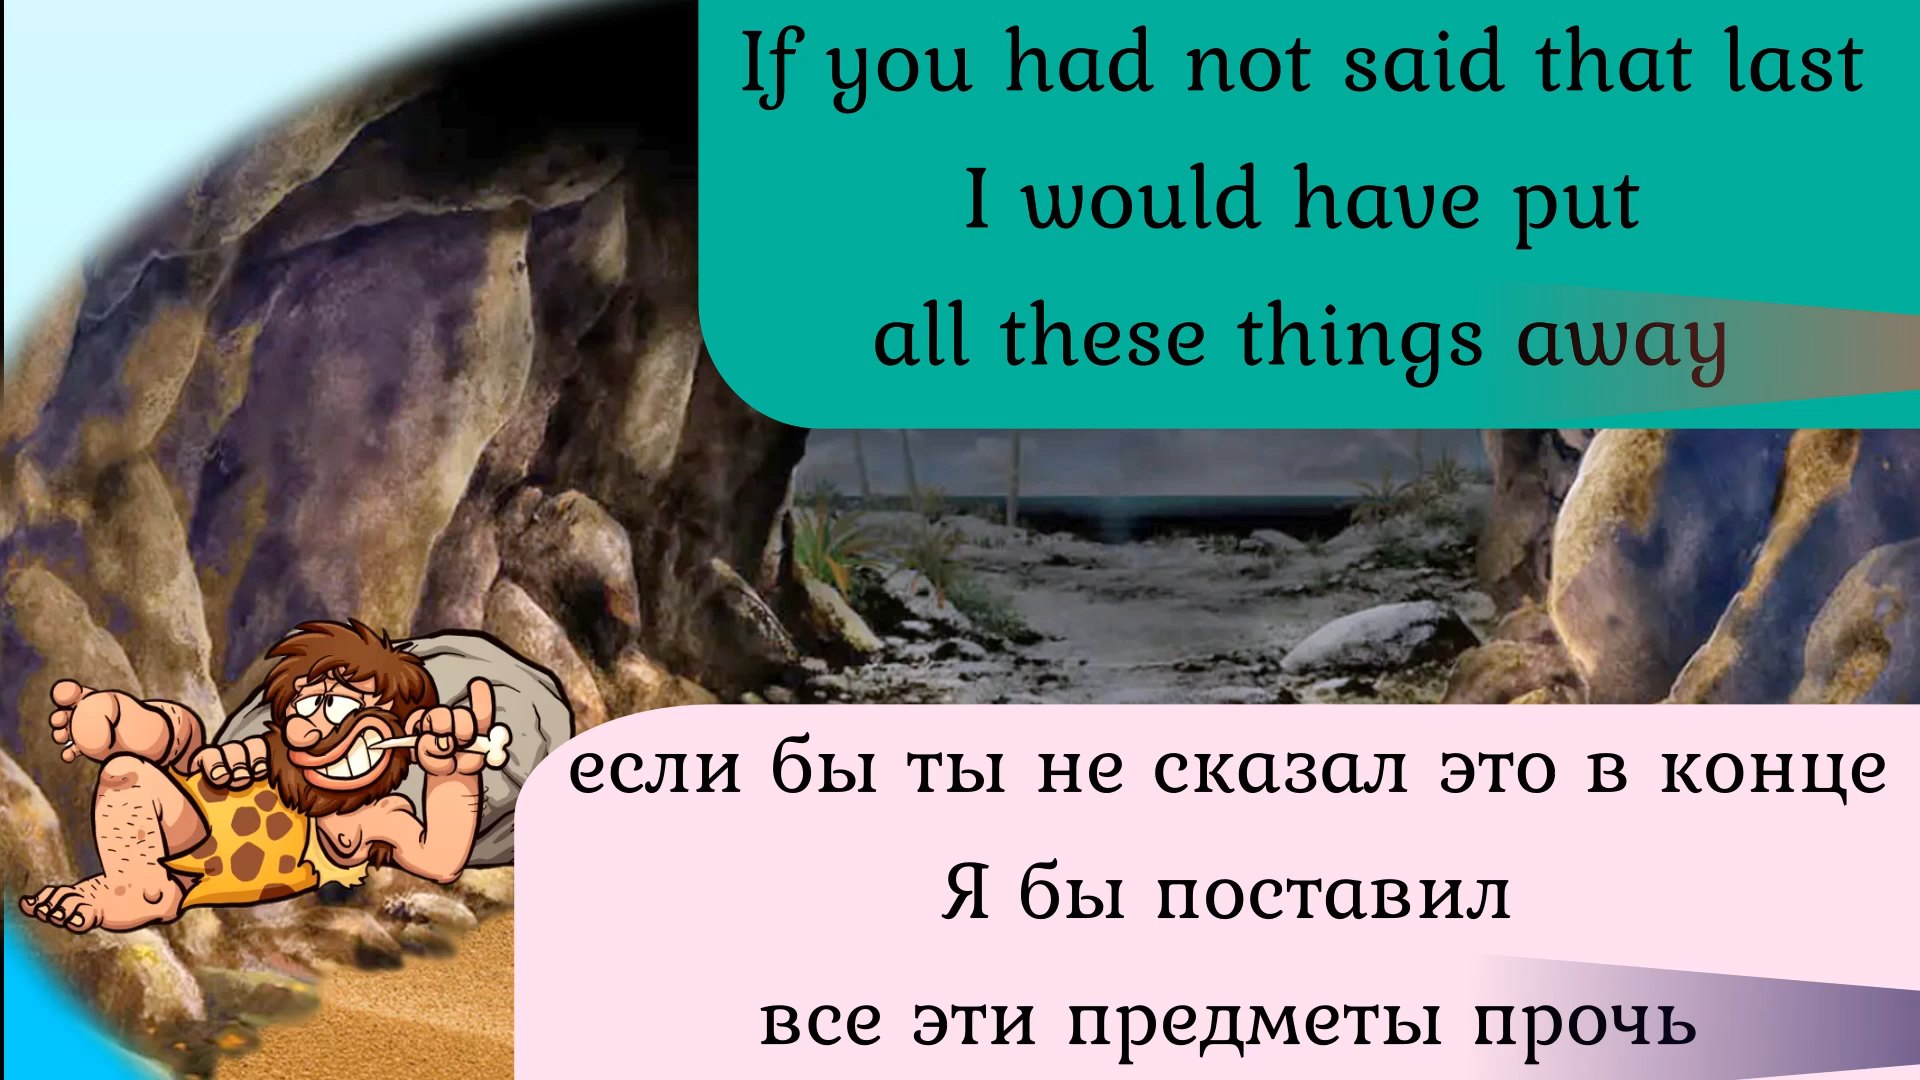 If you had not said that last
I would have put
all these things away
если бы ты не сказал это в конце
Я бы поставил
все эти предметы прочь